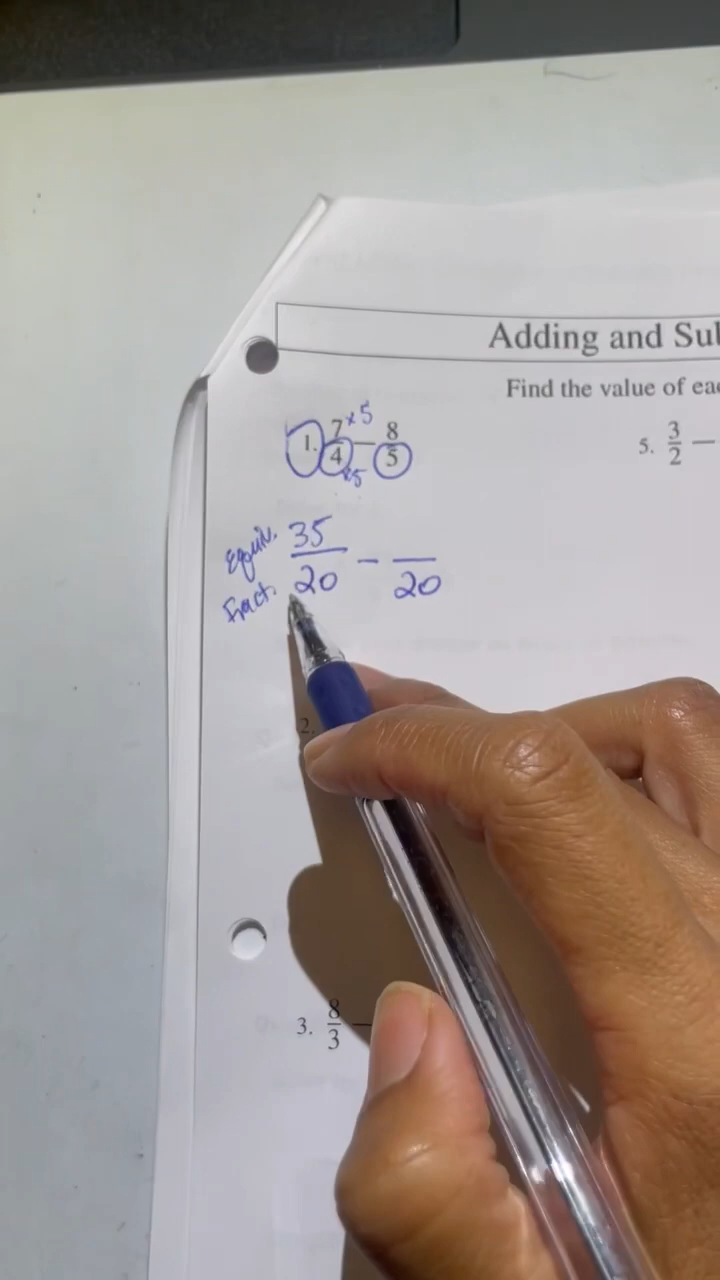 Adding and Sul
Find the value of ea
1. 7/4 ×5 ×5 − 8/5
5. 3/2 −
Equiv. Fract. 35/20 − /20
2.
3. 8/3 −